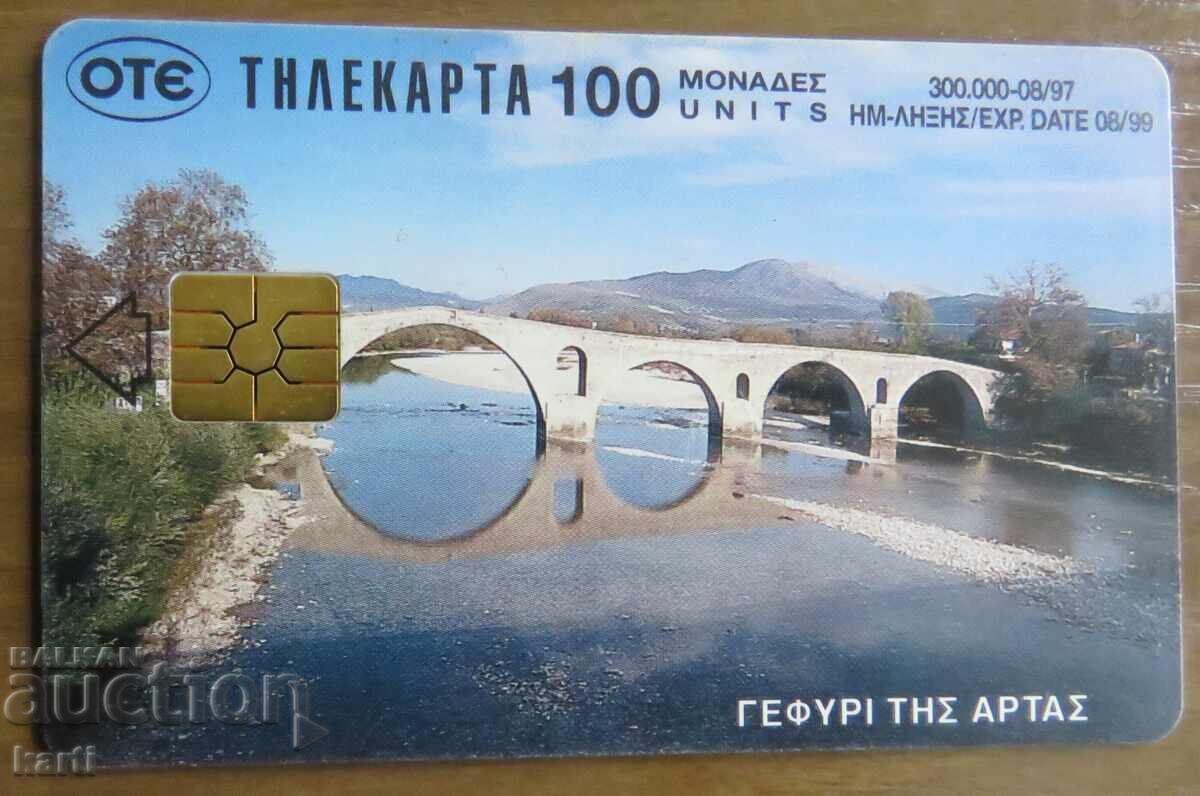 OTE ΤΗΛΕΚΑΡΤΑ 100 ΜΟΝΑΔΕΣ
UNITS
300.000-08/97
ΗΜ-ΛΗΞΗΣ/EXP. DATE 08/99
ΓΕΦΥΡΙ ΤΗΣ ΑΡΤΑΣ
BALKAN
auction
karti